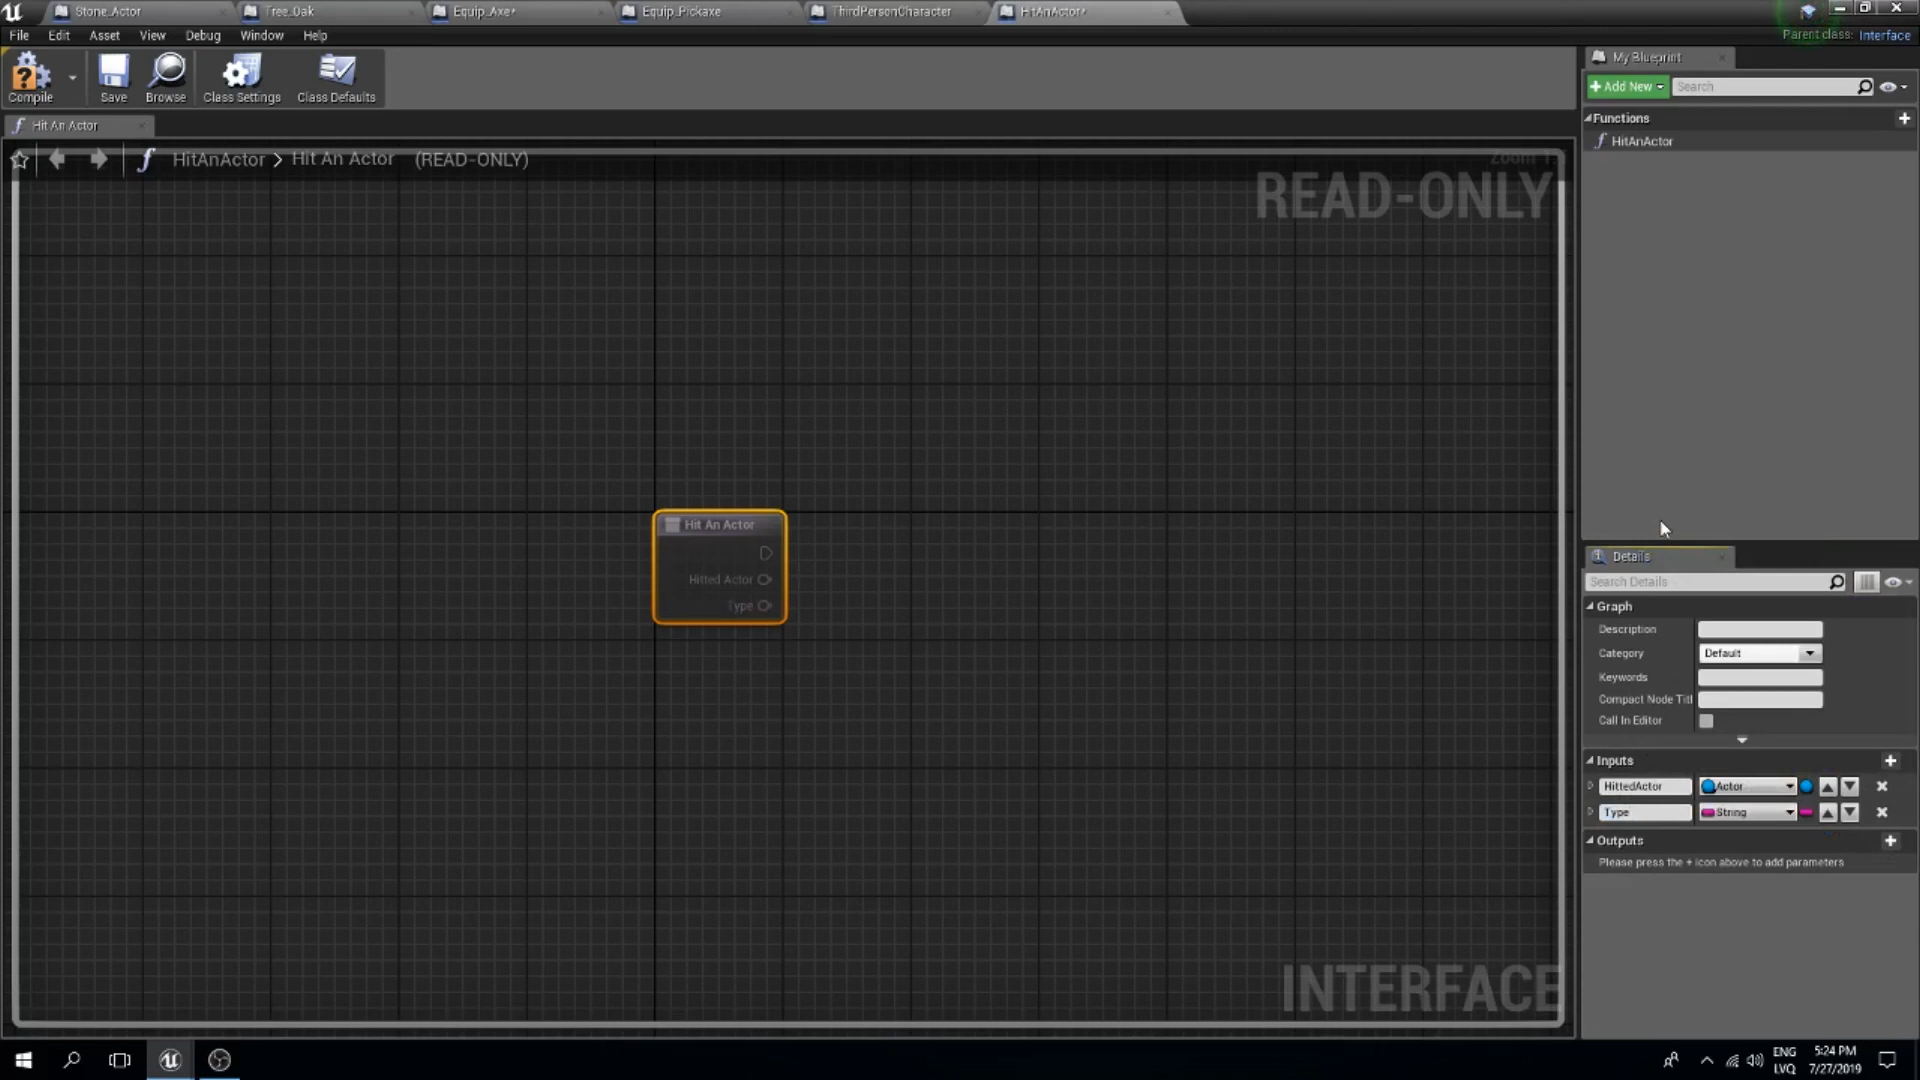 Stone_Actor
Tree_Oak
Equip_Axe*
Equip_Pickaxe
ThirdPersonCharacter
HitAnActor*
File
Edit
Asset
View
Debug
Window
Help
Parent class: Interface
Compile
Save
Browse
Class Settings
Class Defaults
My Blueprint
+ Add New
Search
Functions
f HitAnActor
f Hit An Actor
f HitAnActor > Hit An Actor (READ-ONLY)
READ-ONLY
Hit An Actor
Hitted Actor
Type
INTERFACE
Details
Search Details
Graph
Description
Category
Default
Keywords
Compact Node Titl
Call In Editor
Inputs
HittedActor
Actor
Type
String
Outputs
Please press the + icon above to add parameters
ENG
LVQ
5:24 PM
7/27/2019